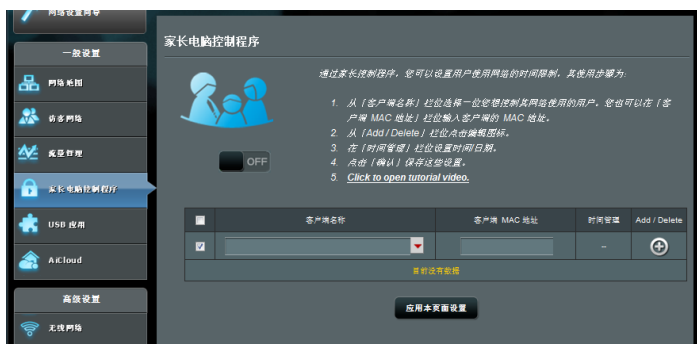 网络设置向导
一般设置
网络地图
访客网络
流量管理
家长电脑控制程序
USB 应用
AiCloud
高级设置
无线网络
家长电脑控制程序
通过家长控制程序，您可以设置用户使用网络的时间限制，其使用步骤为:
1. 从「客户端名称」栏位选择一位您想控制其网络使用的用户。您也可以在「客
户端 MAC 地址」栏位输入客户端的 MAC 地址。
2. 从「Add / Delete」栏位点击编辑图标。
3. 在「时间管理」栏位设置时间/日期。
4. 点击「确认」保存这些设置。
5. Click to open tutorial video.
OFF
客户端名称 客户端 MAC 地址 时间管理 Add / Delete
--
目前没有数据
应用本页面设置